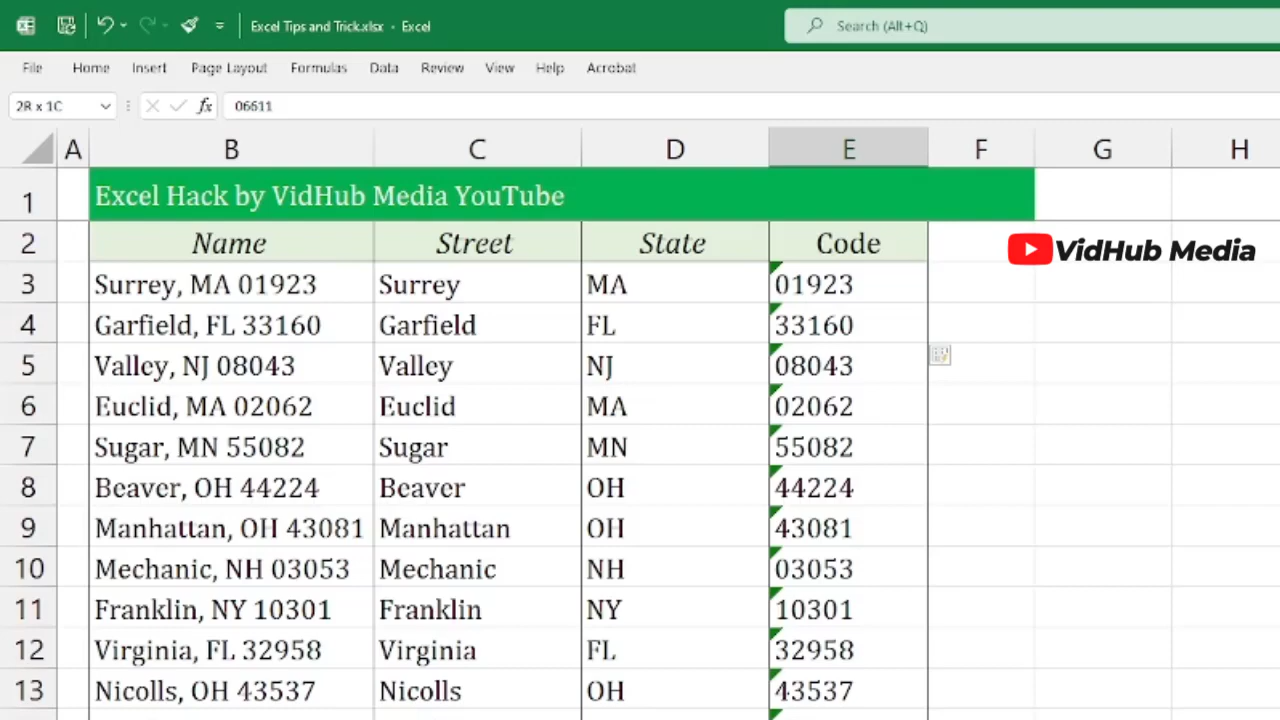 Excel Tips and Trick.xlsx - Excel
Search (Alt+Q)
File Home Insert Page Layout Formulas Data Review View Help Acrobat
2R x 1C fx 06611
A B C D E F G H
1 Excel Hack by VidHub Media YouTube
2 Name Street State Code
VidHub Media
3 Surrey, MA 01923 Surrey MA 01923
4 Garfield, FL 33160 Garfield FL 33160
5 Valley, NJ 08043 Valley NJ 08043
6 Euclid, MA 02062 Euclid MA 02062
7 Sugar, MN 55082 Sugar MN 55082
8 Beaver, OH 44224 Beaver OH 44224
9 Manhattan, OH 43081 Manhattan OH 43081
10 Mechanic, NH 03053 Mechanic NH 03053
11 Franklin, NY 10301 Franklin NY 10301
12 Virginia, FL 32958 Virginia FL 32958
13 Nicolls, OH 43537 Nicolls OH 43537